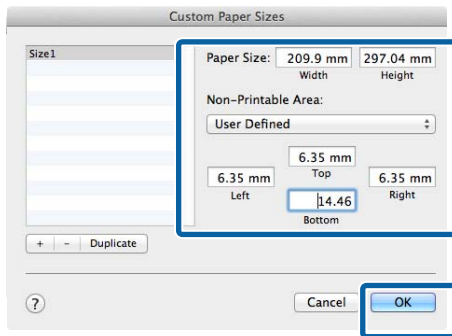 Custom Paper Sizes
Size1
Paper Size: 209.9 mm 297.04 mm
Width Height
Non-Printable Area:
User Defined
6.35 mm
Top
6.35 mm 6.35 mm
Left Right
14.46
Bottom
+ - Duplicate
? Cancel OK